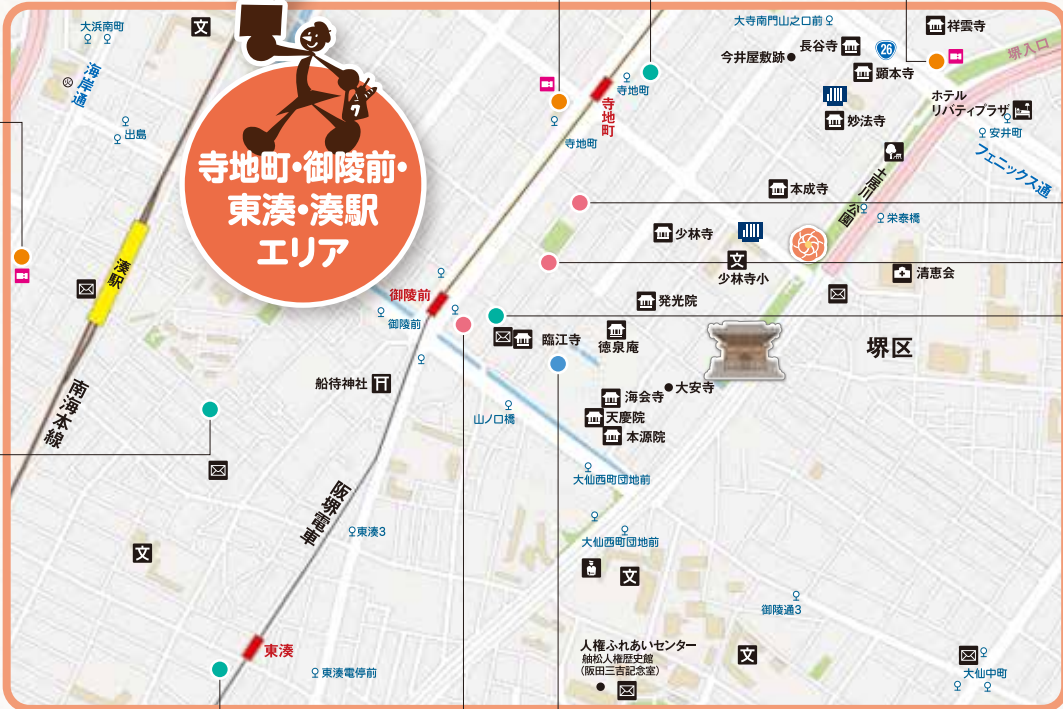 寺地町・御陵前・
東湊・湊駅
エリア
大浜南町
文
海岸通
出島
湊駅
南海本線
大寺南門山之口前
今井屋敷跡
長谷寺
26
祥雲寺
堺入口
顕本寺
寺地町
寺地町
寺地町
妙法寺
ホテル
リバティプラザ
安井町
フェニックス通
土居川公園
本成寺
栄泰橋
少林寺
文
少林寺小
清恵会
発光院
御陵前
御陵前
臨江寺
徳泉庵
堺区
船待神社
海会寺
大安寺
天慶院
本源院
山ノ口橋
大仙西町団地前
阪堺電車
東湊3
大仙西町団地前
文
文
御陵通3
東湊
東湊電停前
人権ふれあいセンター
舳松人権歴史館
(阪田三吉記念室)
文
大仙中町